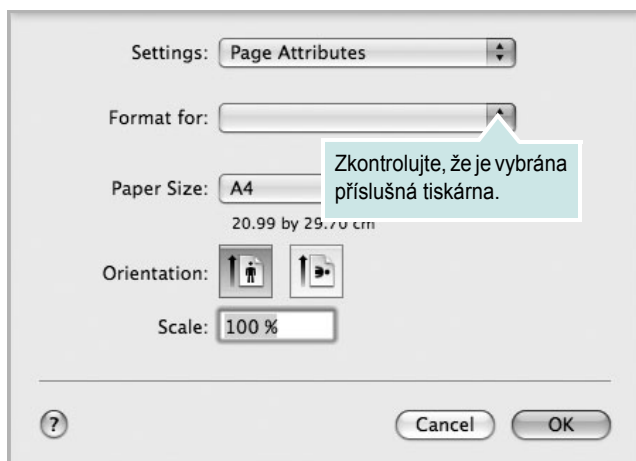 Settings: Page Attributes
Format for:
Zkontrolujte, že je vybrána
příslušná tiskárna.
Paper Size: A4
20.99 by 29.70 cm
Orientation:
Scale: 100 %
? Cancel OK